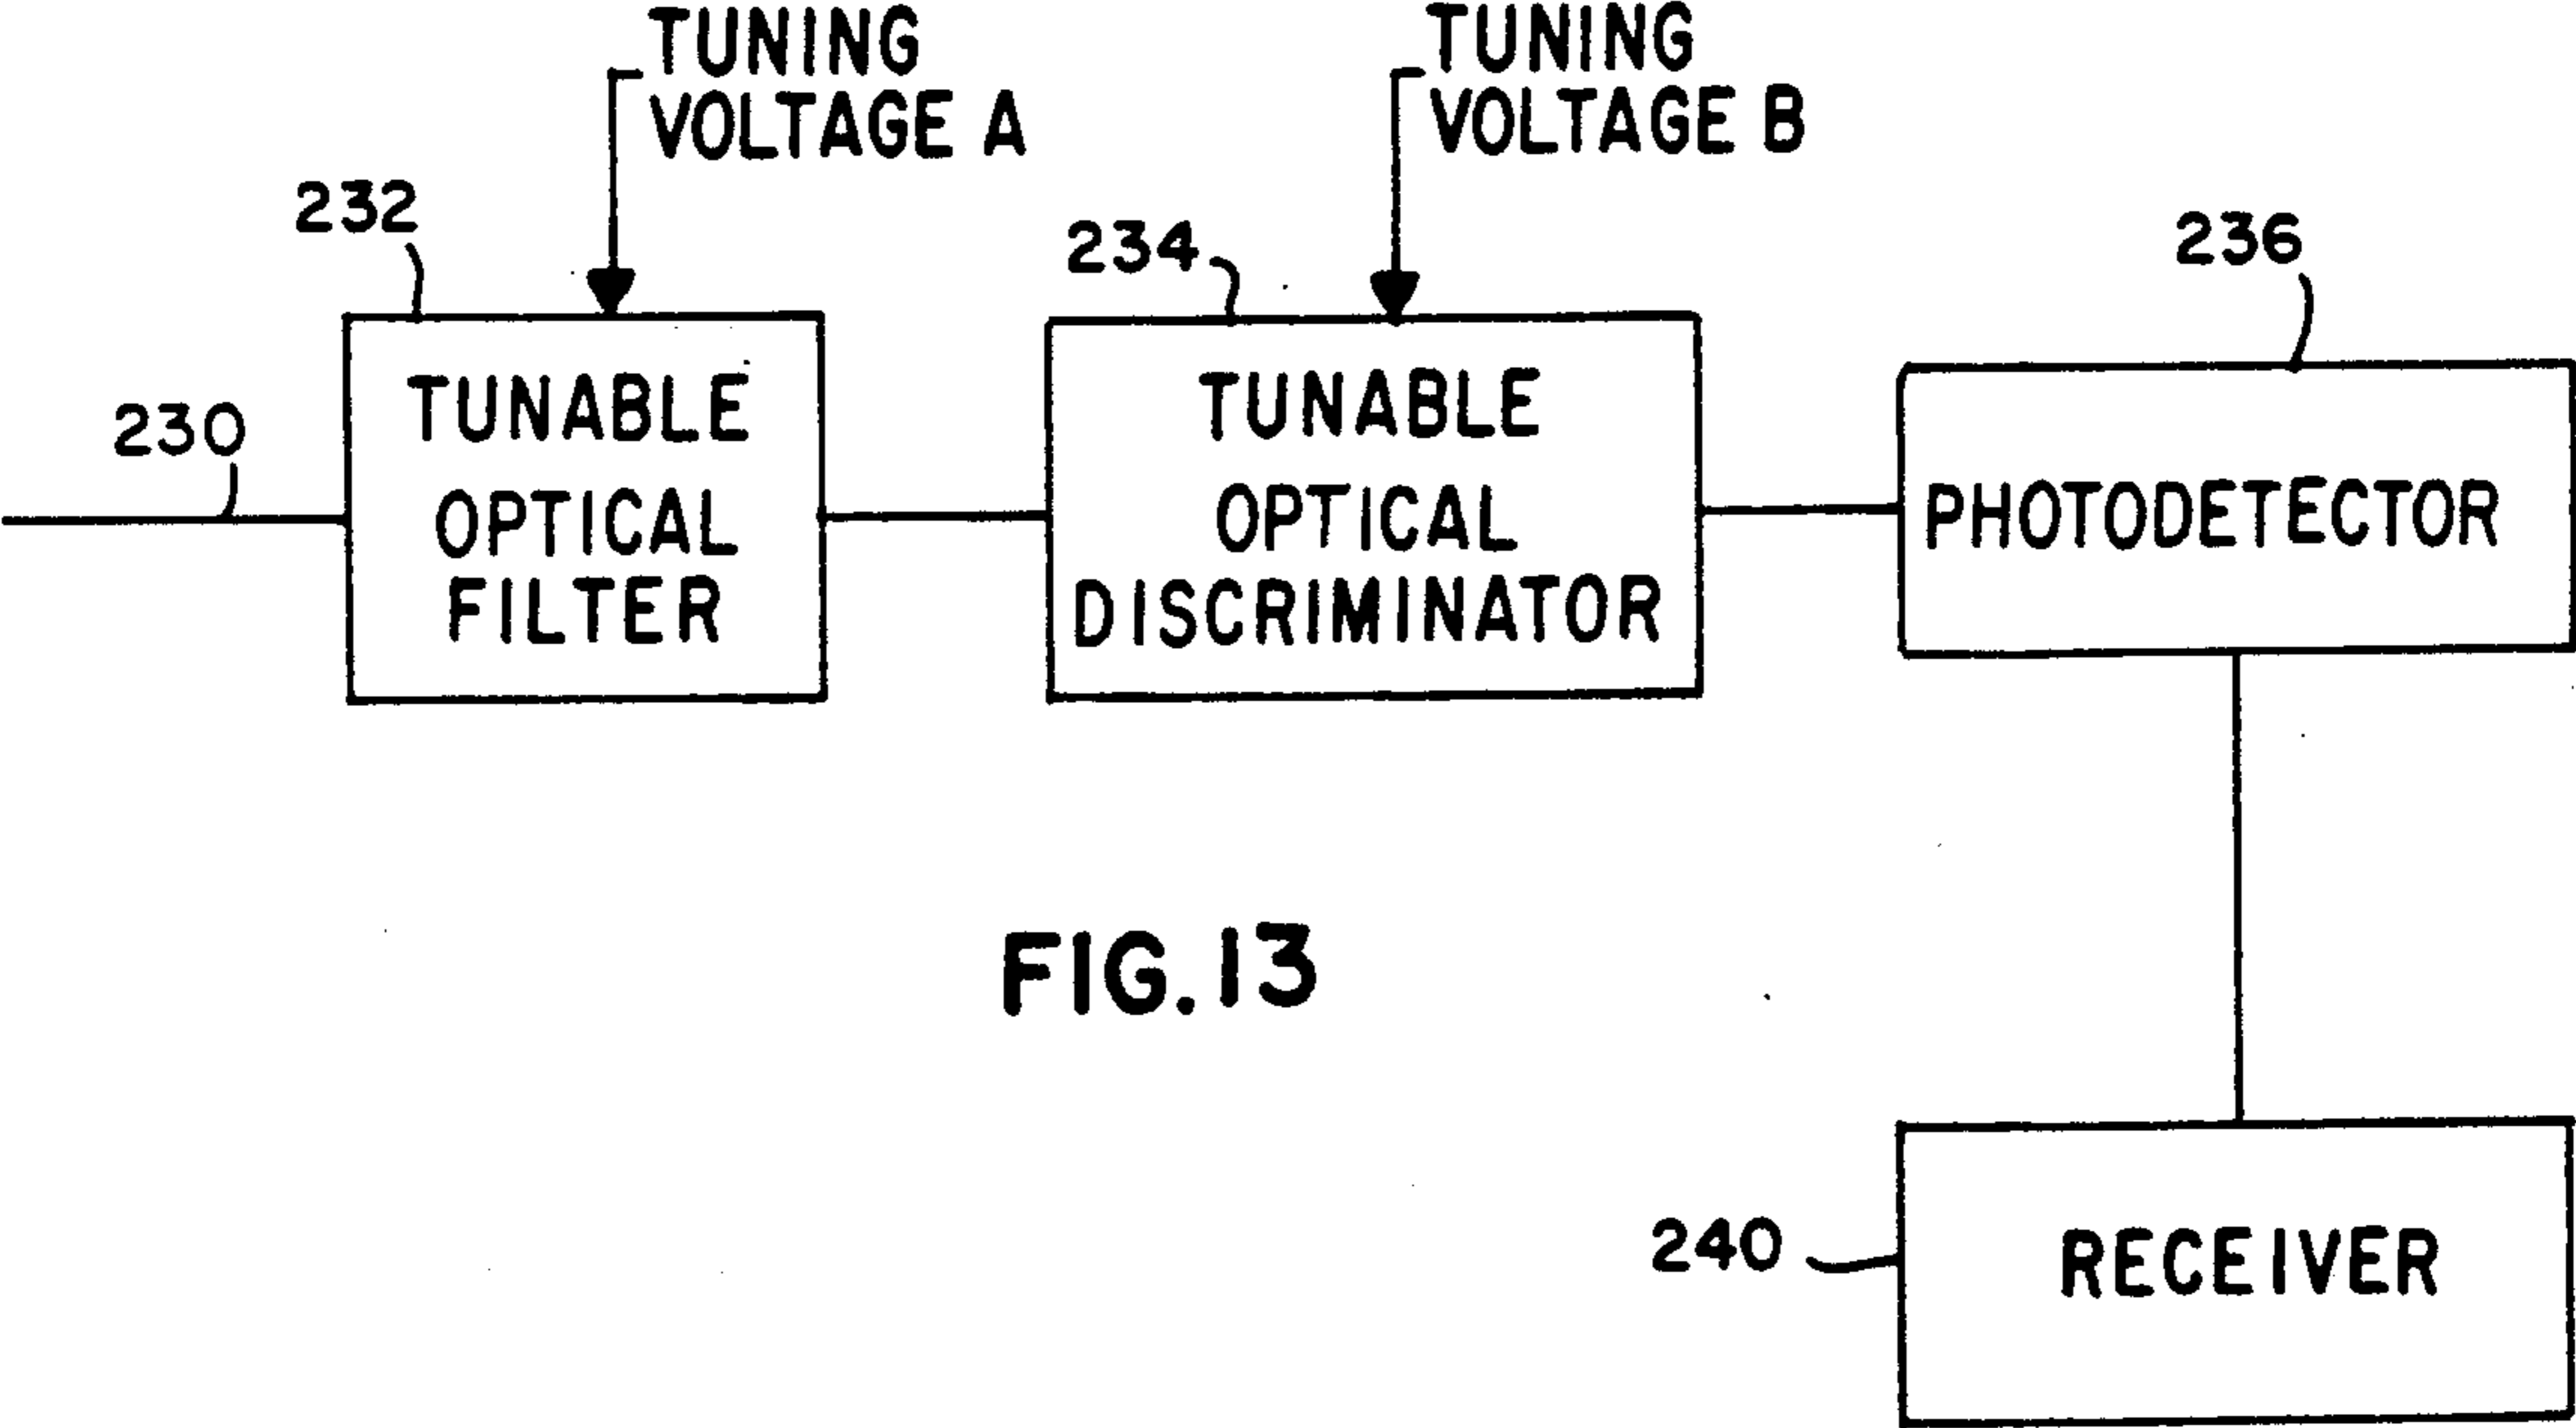 TUNING
VOLTAGE A
TUNING
VOLTAGE B
232
234
236
230
TUNABLE
OPTICAL
FILTER
TUNABLE
OPTICAL
DISCRIMINATOR
PHOTODETECTOR
FIG. 13
240
RECEIVER